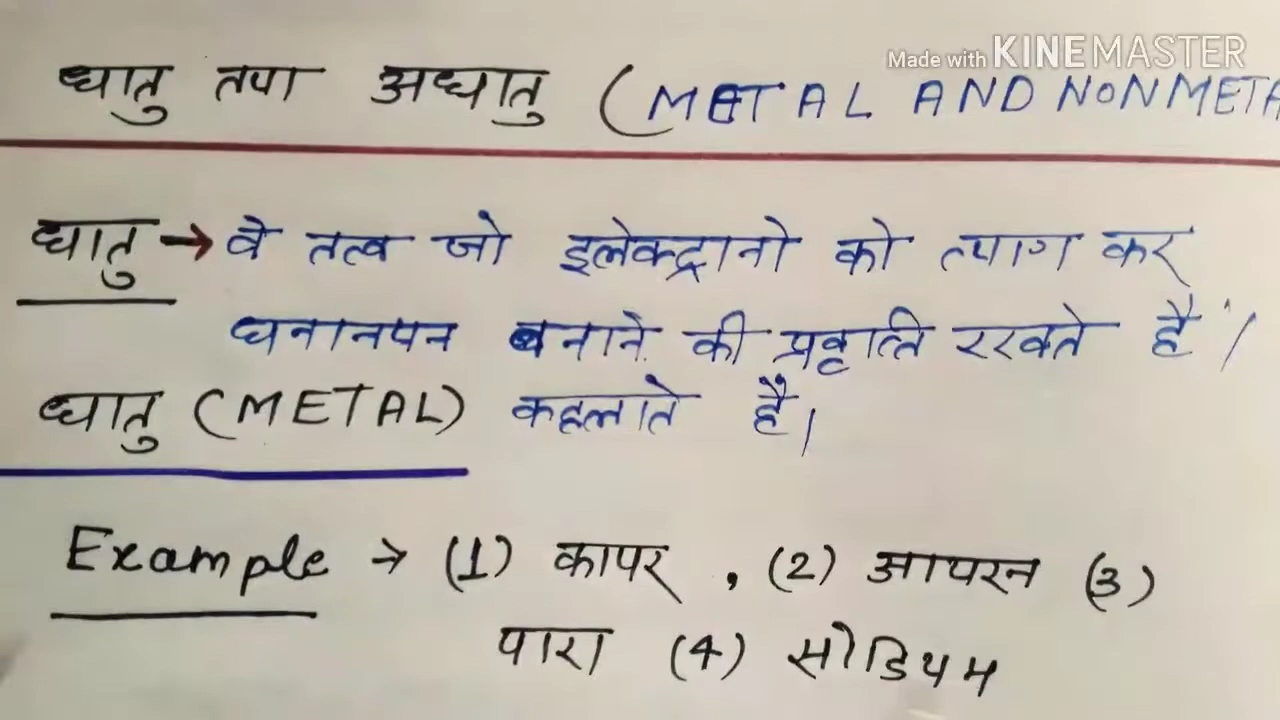 Made with KINEMASTER
धातु तथा अधातु (METAL AND NONMETA
धातु → वे तत्व जो इलेक्ट्रानो को त्याग कर
धनानयन बनाने की प्रवृत्ति रखते है।
धातु (METAL) कहलाते है।
Example → (1) कापर , (2) आयरन (3)
पारा (4) सोडियम